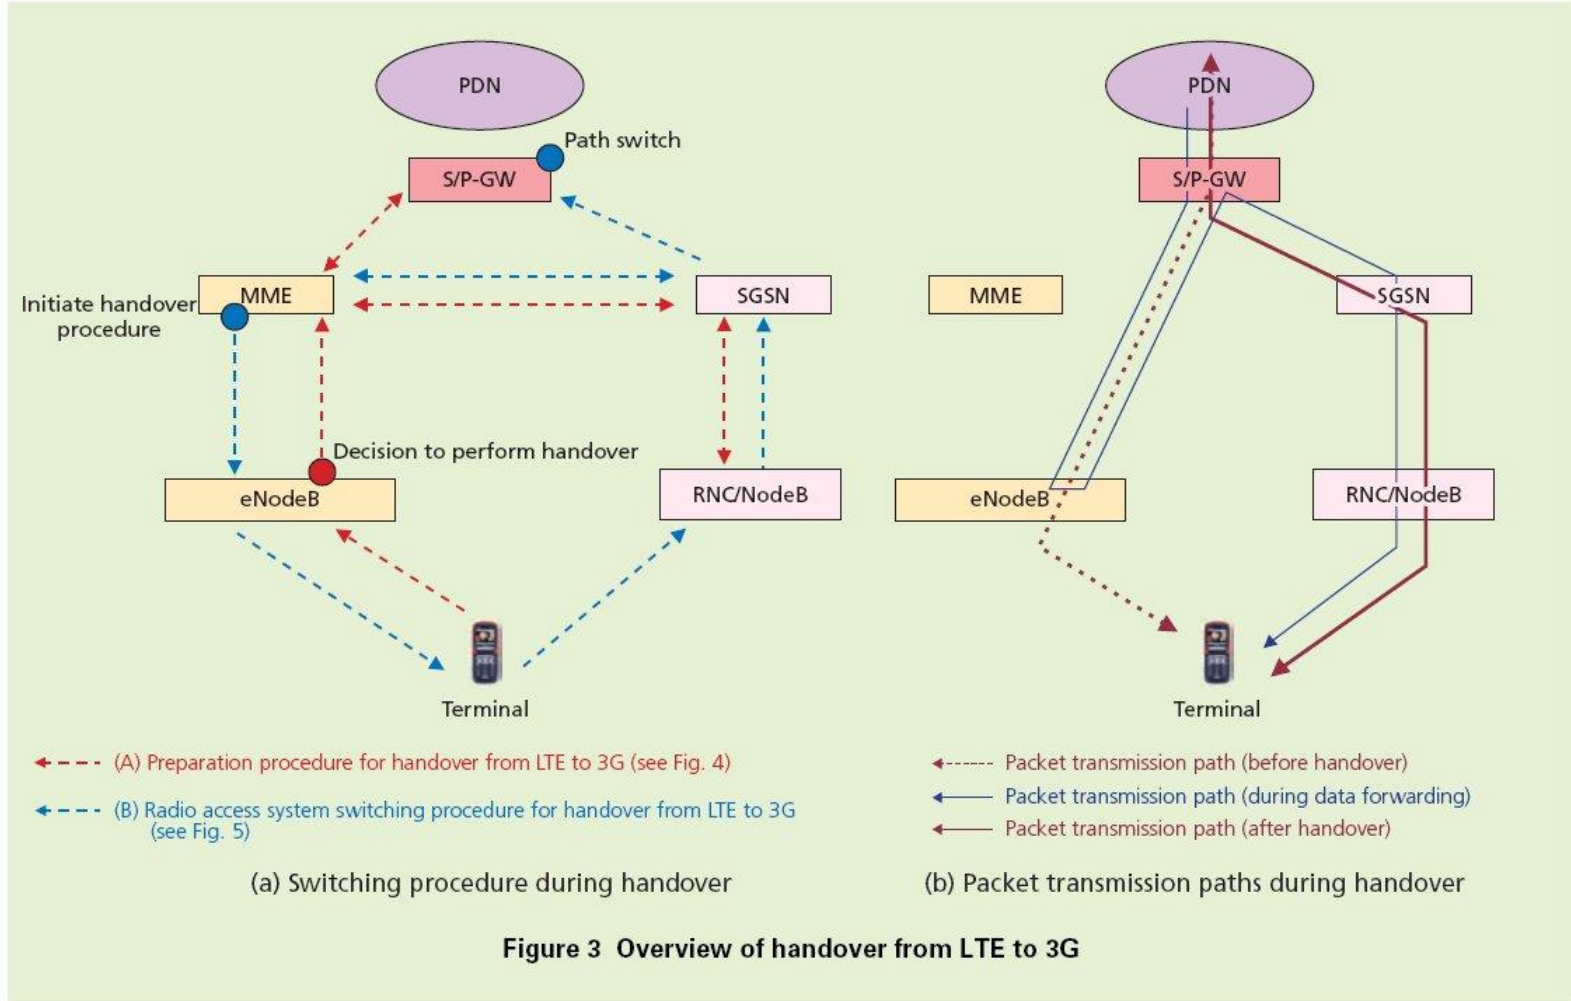 PDN
Path switch
S/P-GW
MME
SGSN
Initiate handover
procedure
Decision to perform handover
eNodeB
RNC/NodeB
Terminal
(A) Preparation procedure for handover from LTE to 3G (see Fig. 4)
(B) Radio access system switching procedure for handover from LTE to 3G
(see Fig. 5)
(a) Switching procedure during handover
PDN
S/P-GW
MME
SGSN
eNodeB
RNC/NodeB
Terminal
Packet transmission path (before handover)
Packet transmission path (during data forwarding)
Packet transmission path (after handover)
(b) Packet transmission paths during handover
Figure 3 Overview of handover from LTE to 3G